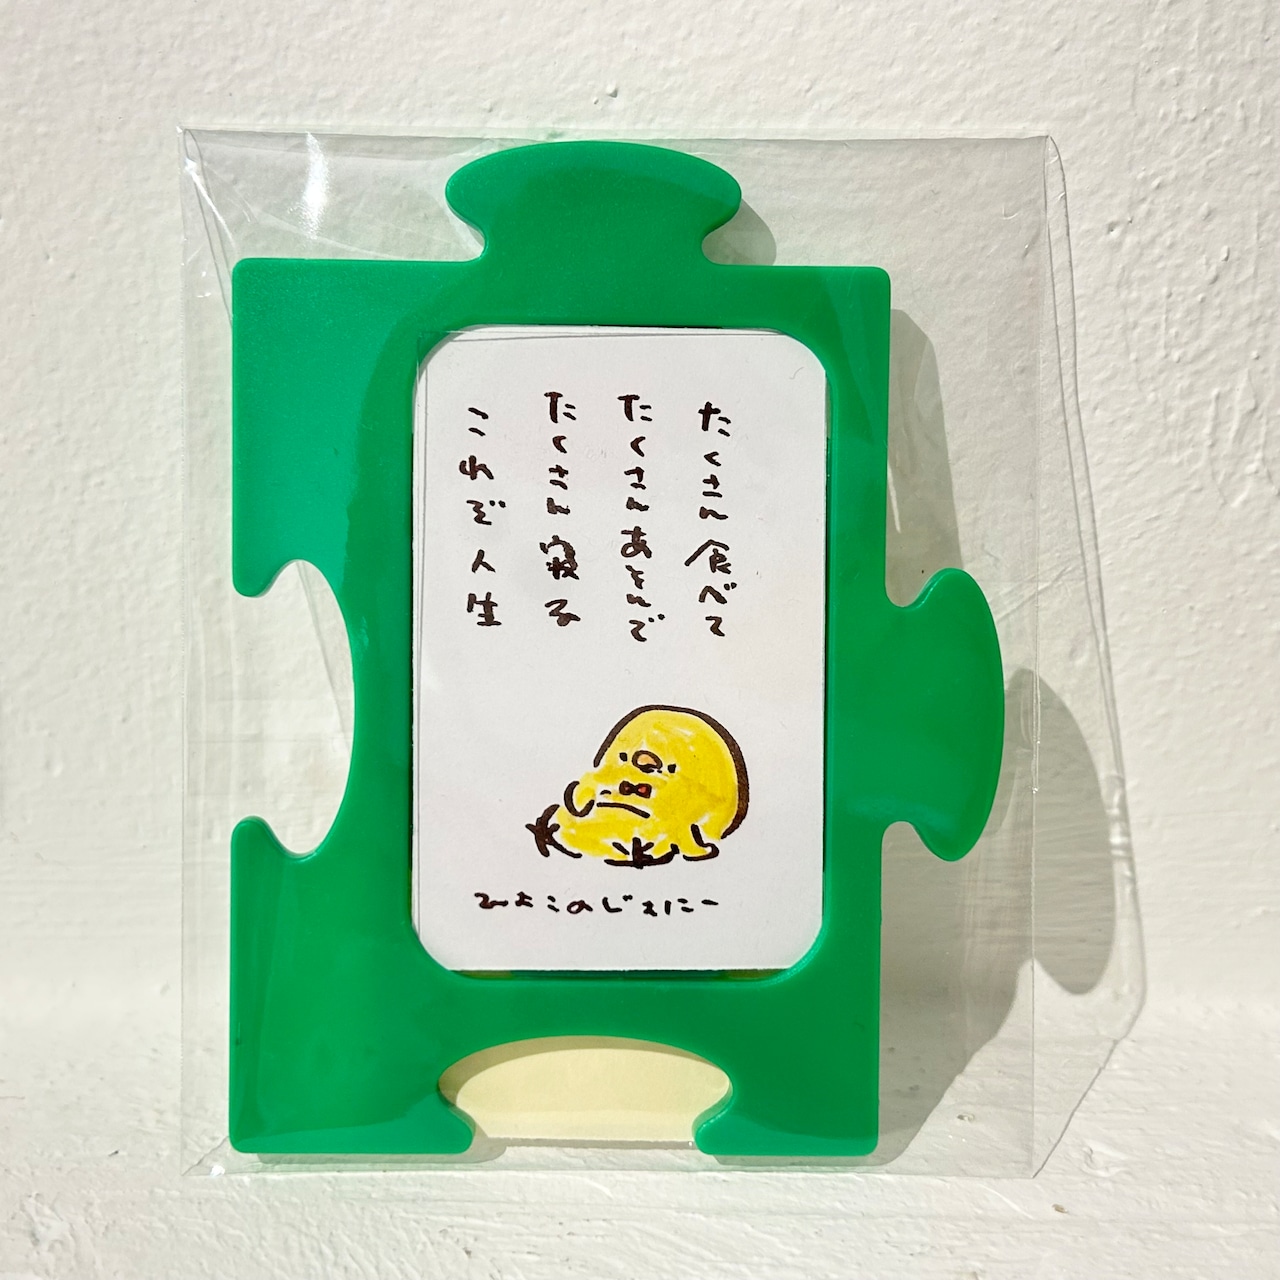 たくさん食べて
たくさんあそんで
たくさん寝る
これぞ人生
ひよこのじぇにー